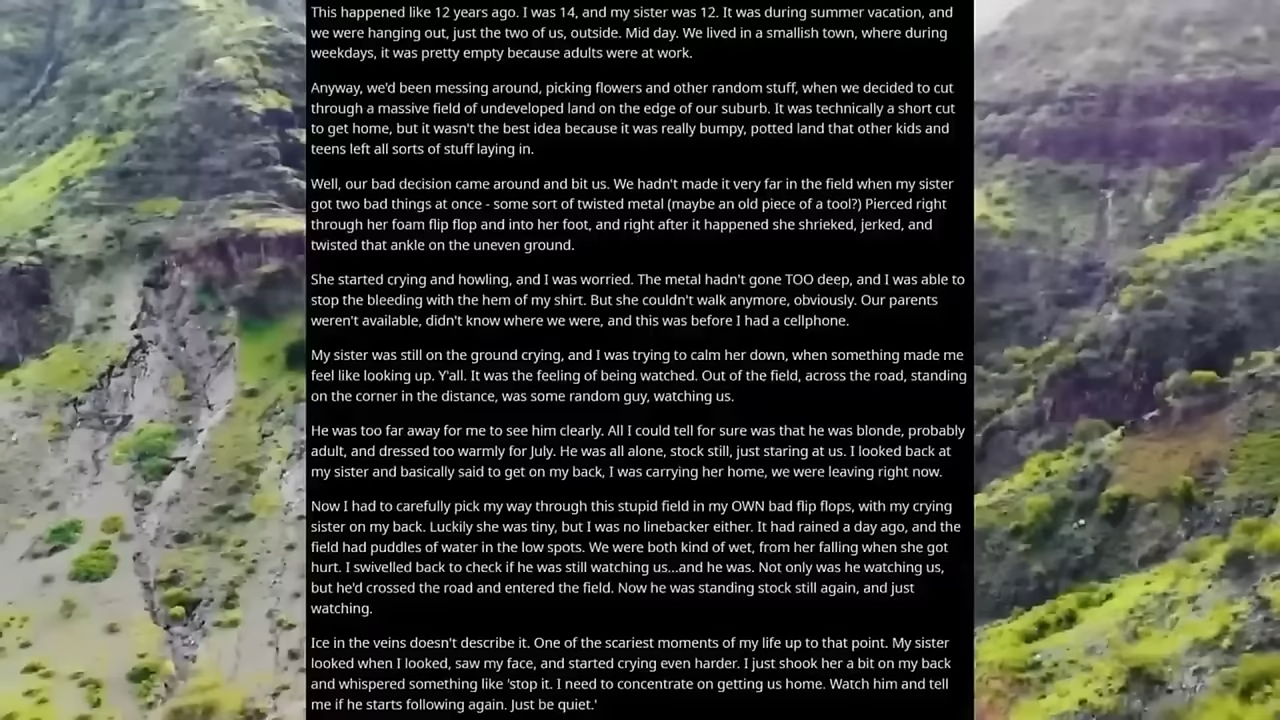 This happened like 12 years ago. I was 14, and my sister was 12. It was during summer vacation, and
we were hanging out, just the two of us, outside. Mid day. We lived in a smallish town, where during
weekdays, it was pretty empty because adults were at work.
Anyway, we'd been messing around, picking flowers and other random stuff, when we decided to cut
through a massive field of undeveloped land on the edge of our suburb. It was technically a short cut
to get home, but it wasn't the best idea because it was really bumpy, potted land that other kids and
teens left all sorts of stuff laying in.
Well, our bad decision came around and bit us. We hadn't made it very far in the field when my sister
got two bad things at once - some sort of twisted metal (maybe an old piece of a tool?) Pierced right
through her foam flip flop and into her foot, and right after it happened she shrieked, jerked, and
twisted that ankle on the uneven ground.
She started crying and howling, and I was worried. The metal hadn't gone TOO deep, and I was able to
stop the bleeding with the hem of my shirt. But she couldn't walk anymore, obviously. Our parents
weren't available, didn't know where we were, and this was before I had a cellphone.
My sister was still on the ground crying, and I was trying to calm her down, when something made me
feel like looking up. Y'all. It was the feeling of being watched. Out of the field, across the road, standing
on the corner in the distance, was some random guy, watching us.
He was too far away for me to see him clearly. All I could tell for sure was that he was blonde, probably
adult, and dressed too warmly for July. He was all alone, stock still, just staring at us. I looked back at
my sister and basically said to get on my back, I was carrying her home, we were leaving right now.
Now I had to carefully pick my way through this stupid field in my OWN bad flip flops, with my crying
sister on my back. Luckily she was tiny, but I was no linebacker either. It had rained a day ago, and the
field had puddles of water in the low spots. We were both kind of wet, from her falling when she got
hurt. I swivelled back to check if he was still watching us...and he was. Not only was he watching us,
but he'd crossed the road and entered the field. Now he was standing stock still again, and just
watching.
Ice in the veins doesn't describe it. One of the scariest moments of my life up to that point. My sister
looked when I looked, saw my face, and started crying even harder. I just shook her a bit on my back
and whispered something like 'stop it. I need to concentrate on getting us home. Watch him and tell
me if he starts following again. Just be quiet.'